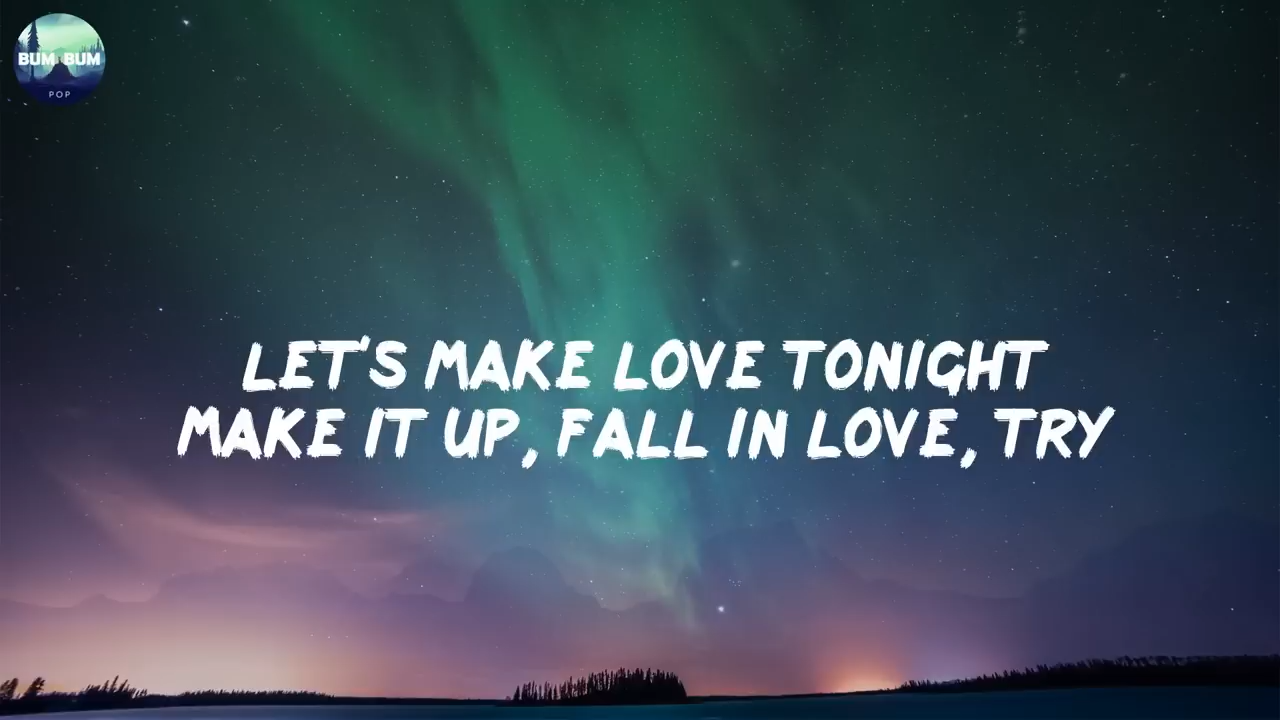 BUM BUM
POP
LET'S MAKE LOVE TONIGHT
MAKE IT UP, FALL IN LOVE, TRY